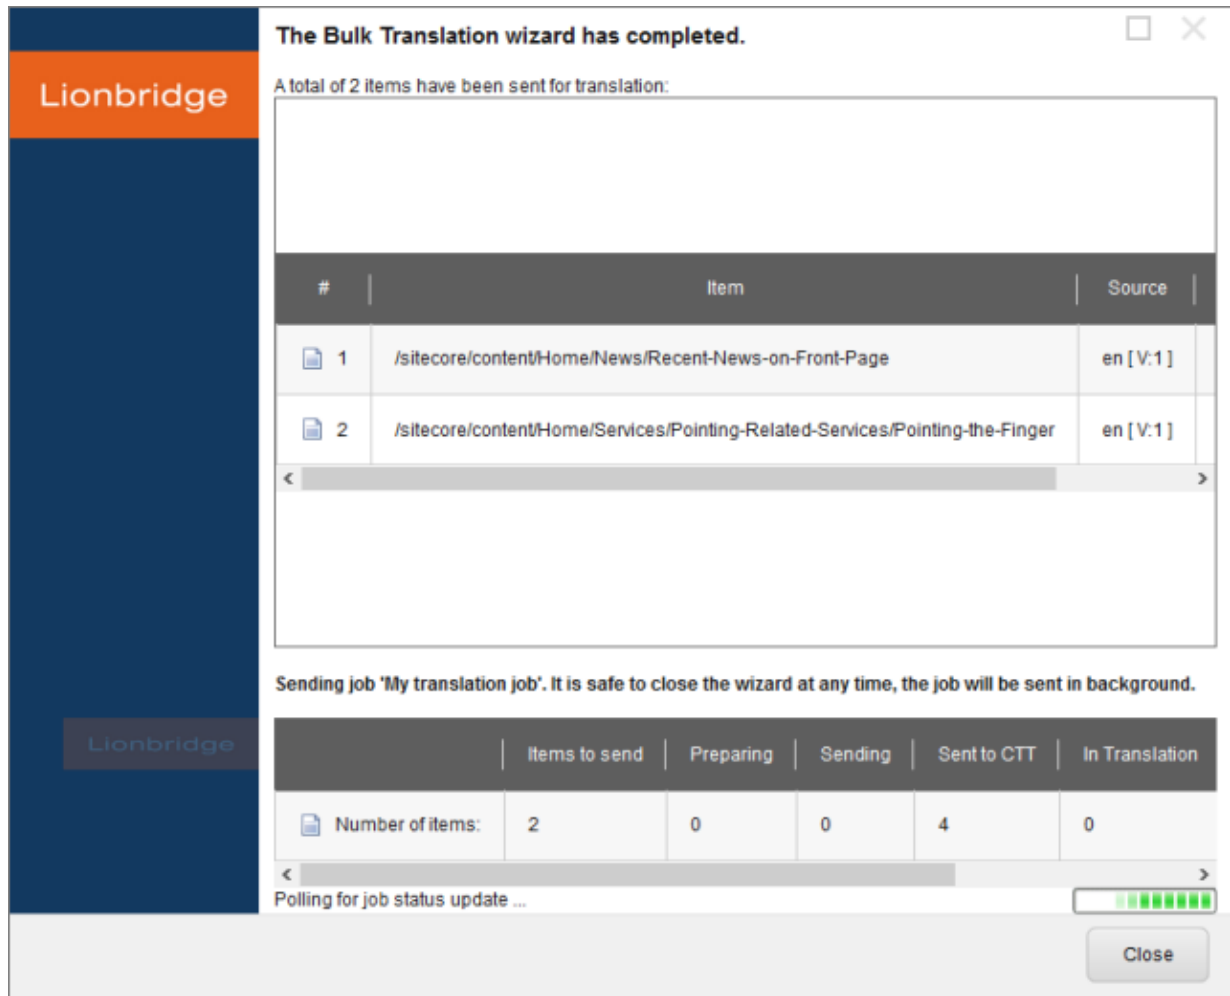 The Bulk Translation wizard has completed.
Lionbridge
A total of 2 items have been sent for translation:
# Item Source
1 /sitecore/content/Home/News/Recent-News-on-Front-Page en [ V:1 ]
2 /sitecore/content/Home/Services/Pointing-Related-Services/Pointing-the-Finger en [ V:1 ]
Sending job 'My translation job'. It is safe to close the wizard at any time, the job will be sent in background.
Lionbridge
Items to send Preparing Sending Sent to CTT In Translation
Number of items: 2 0 0 4 0
Polling for job status update ...
Close